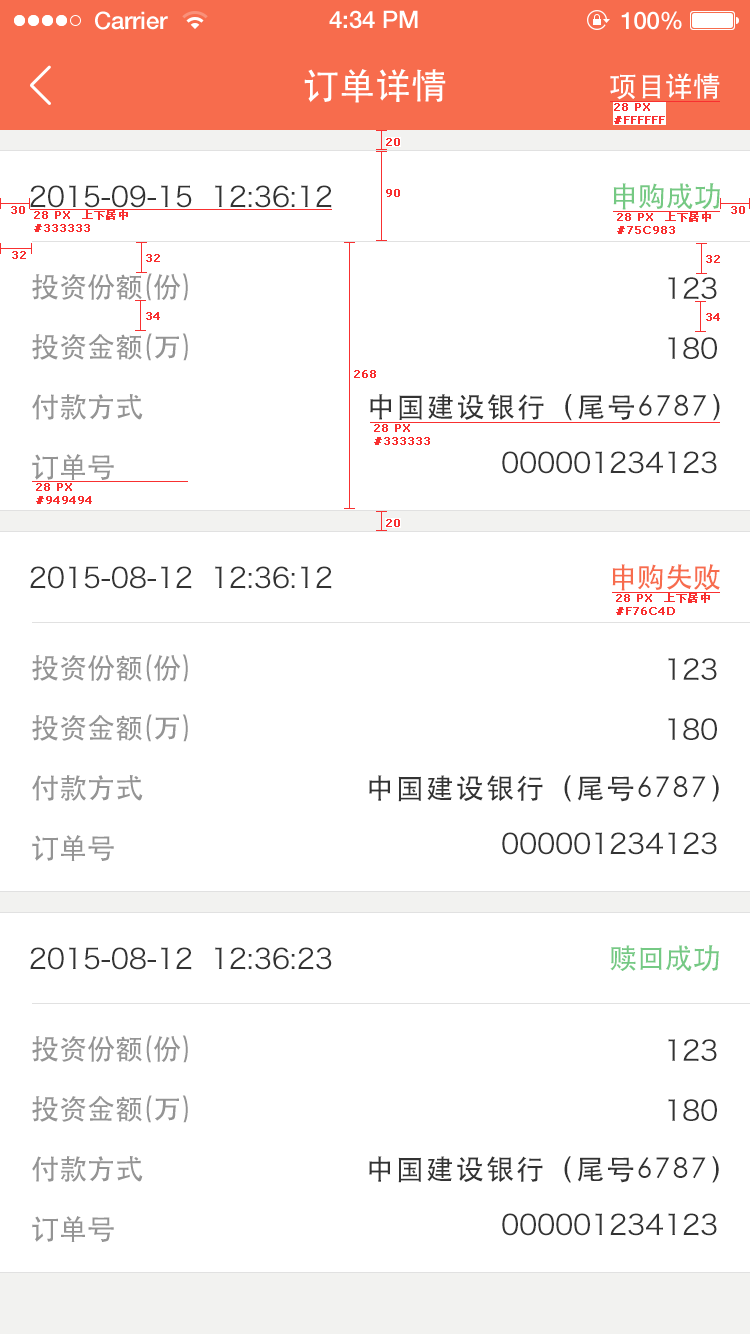 Carrier 4:34 PM 100%
订单详情 项目详情
28 PX
#FFFFFF
20
90
2015-09-15 12:36:12 申购成功
30 28 PX 上下居中 28 PX 上下居中 30
#333333 #75C983
32 32 32
投资份额(份) 123
34 34
投资金额(万) 180
268
付款方式 中国建设银行（尾号6787）
28 PX
#333333
订单号 000001234123
28 PX
#949494
20
2015-08-12 12:36:12 申购失败
28 PX 上下居中
#F76C4D
投资份额(份) 123
投资金额(万) 180
付款方式 中国建设银行（尾号6787）
订单号 000001234123
2015-08-12 12:36:23 赎回成功
投资份额(份) 123
投资金额(万) 180
付款方式 中国建设银行（尾号6787）
订单号 000001234123